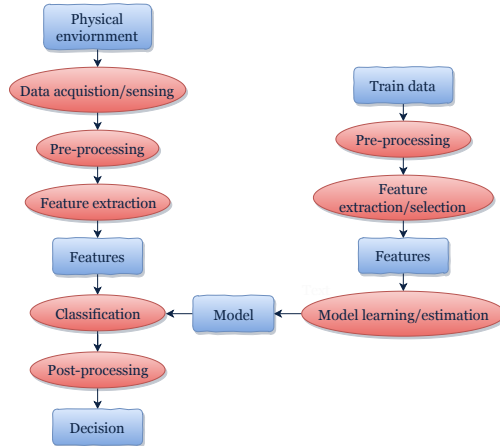 Physical
enviornment
Data acquistion/sensing
Pre-processing
Feature extraction
Features
Classification
Post-processing
Decision
Model
Train data
Pre-processing
Feature
extraction/selection
Features
Model learning/estimation